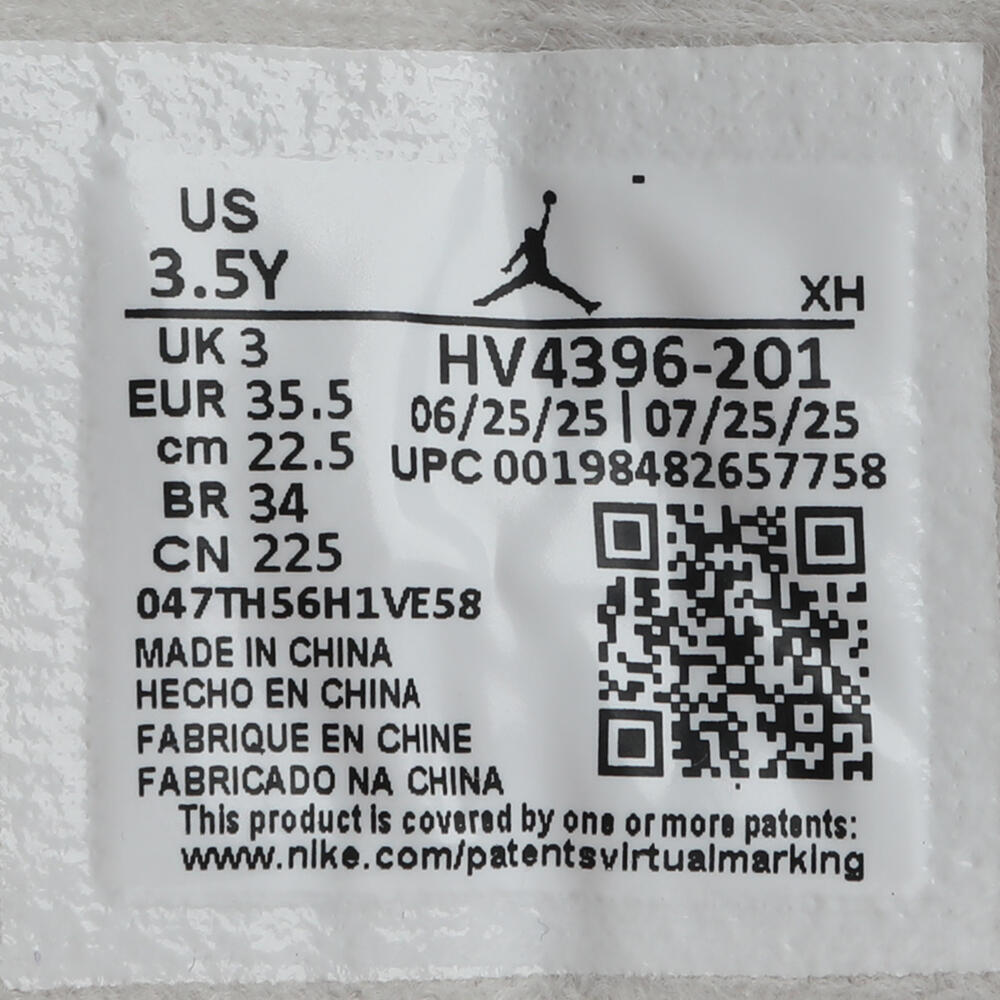 US
3.5Y
XH
UK 3
EUR 35.5
cm 22.5
BR 34
CN 225
HV4396-201
06/25/25 | 07/25/25
UPC 00198482657758
047TH56H1VE58
MADE IN CHINA
HECHO EN CHINA
FABRIQUE EN CHINE
FABRICADO NA CHINA
This product is covered by one or more patents:
www.nike.com/patentsvirtualmarking